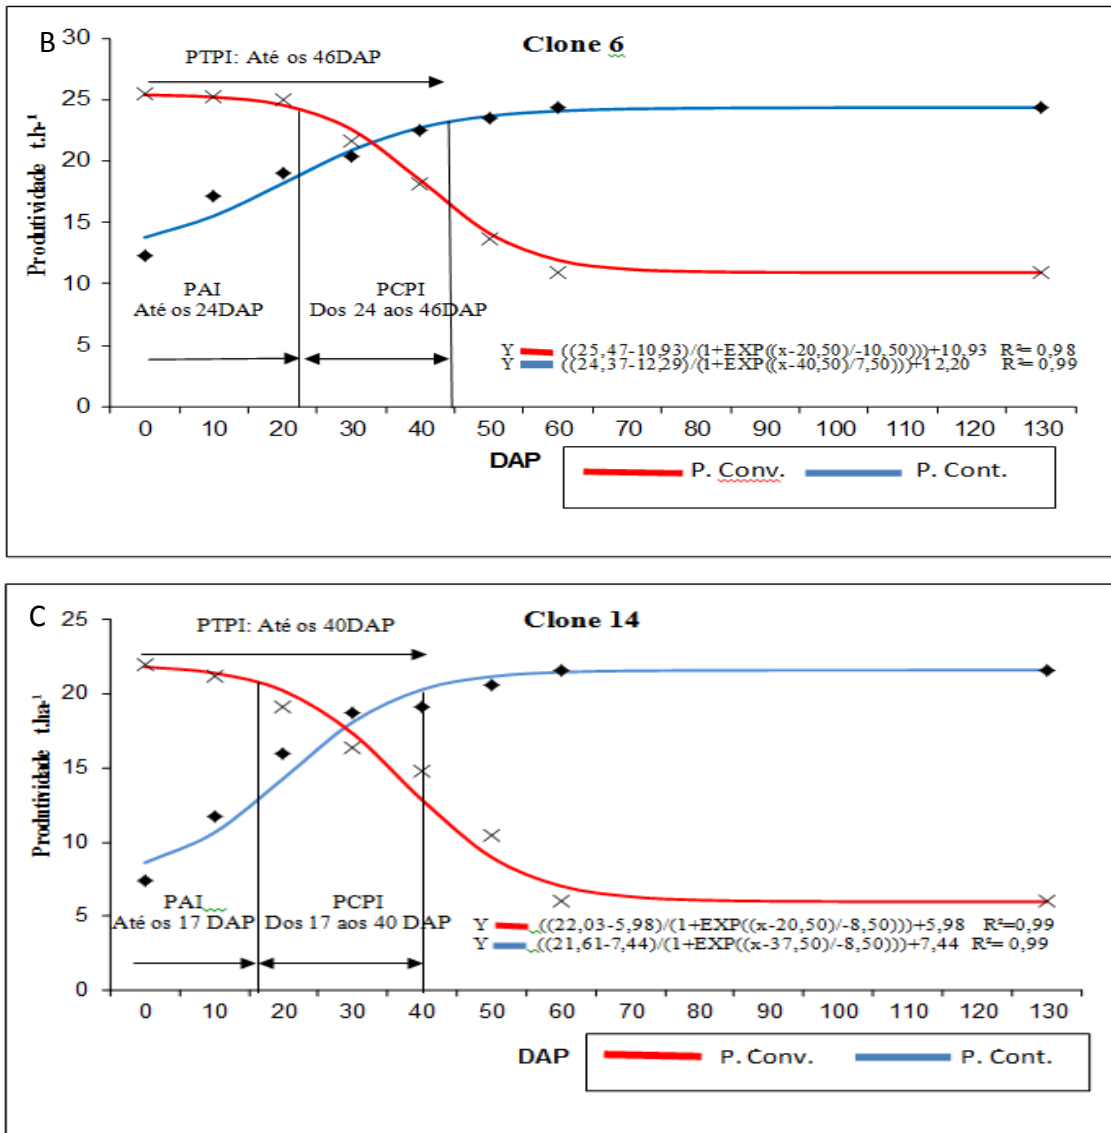 B
Clone 6
PTPI: Até os 46DAP
Produtividade t.h-¹
30
25
20
15
10
5
0
PAI
Até os 24DAP
PCPI
Dos 24 aos 46DAP
Y ((25,47-10,93)/(1+EXP((x-20,50)/-10,50)))+10,93 R²= 0,98
Y ((24,37-12,29)/(1+EXP((x-40,50)/7,50)))+12,20 R²= 0,99
0 10 20 30 40 50 60 70 80 90 100 110 120 130
DAP
P. Conv. P. Cont.
C
Clone 14
PTPI: Até os 40DAP
Produtividade t.ha-¹
25
20
15
10
5
0
PAI
Até os 17 DAP
PCPI
Dos 17 aos 40 DAP
Y ((22,03-5,98)/(1+EXP((x-20,50)/-8,50)))+5,98 R²=0,99
Y ((21,61-7,44)/(1+EXP((x-37,50)/-8,50)))+7,44 R²= 0,99
0 10 20 30 40 50 60 70 80 90 100 110 120 130
DAP
P. Conv. P. Cont.